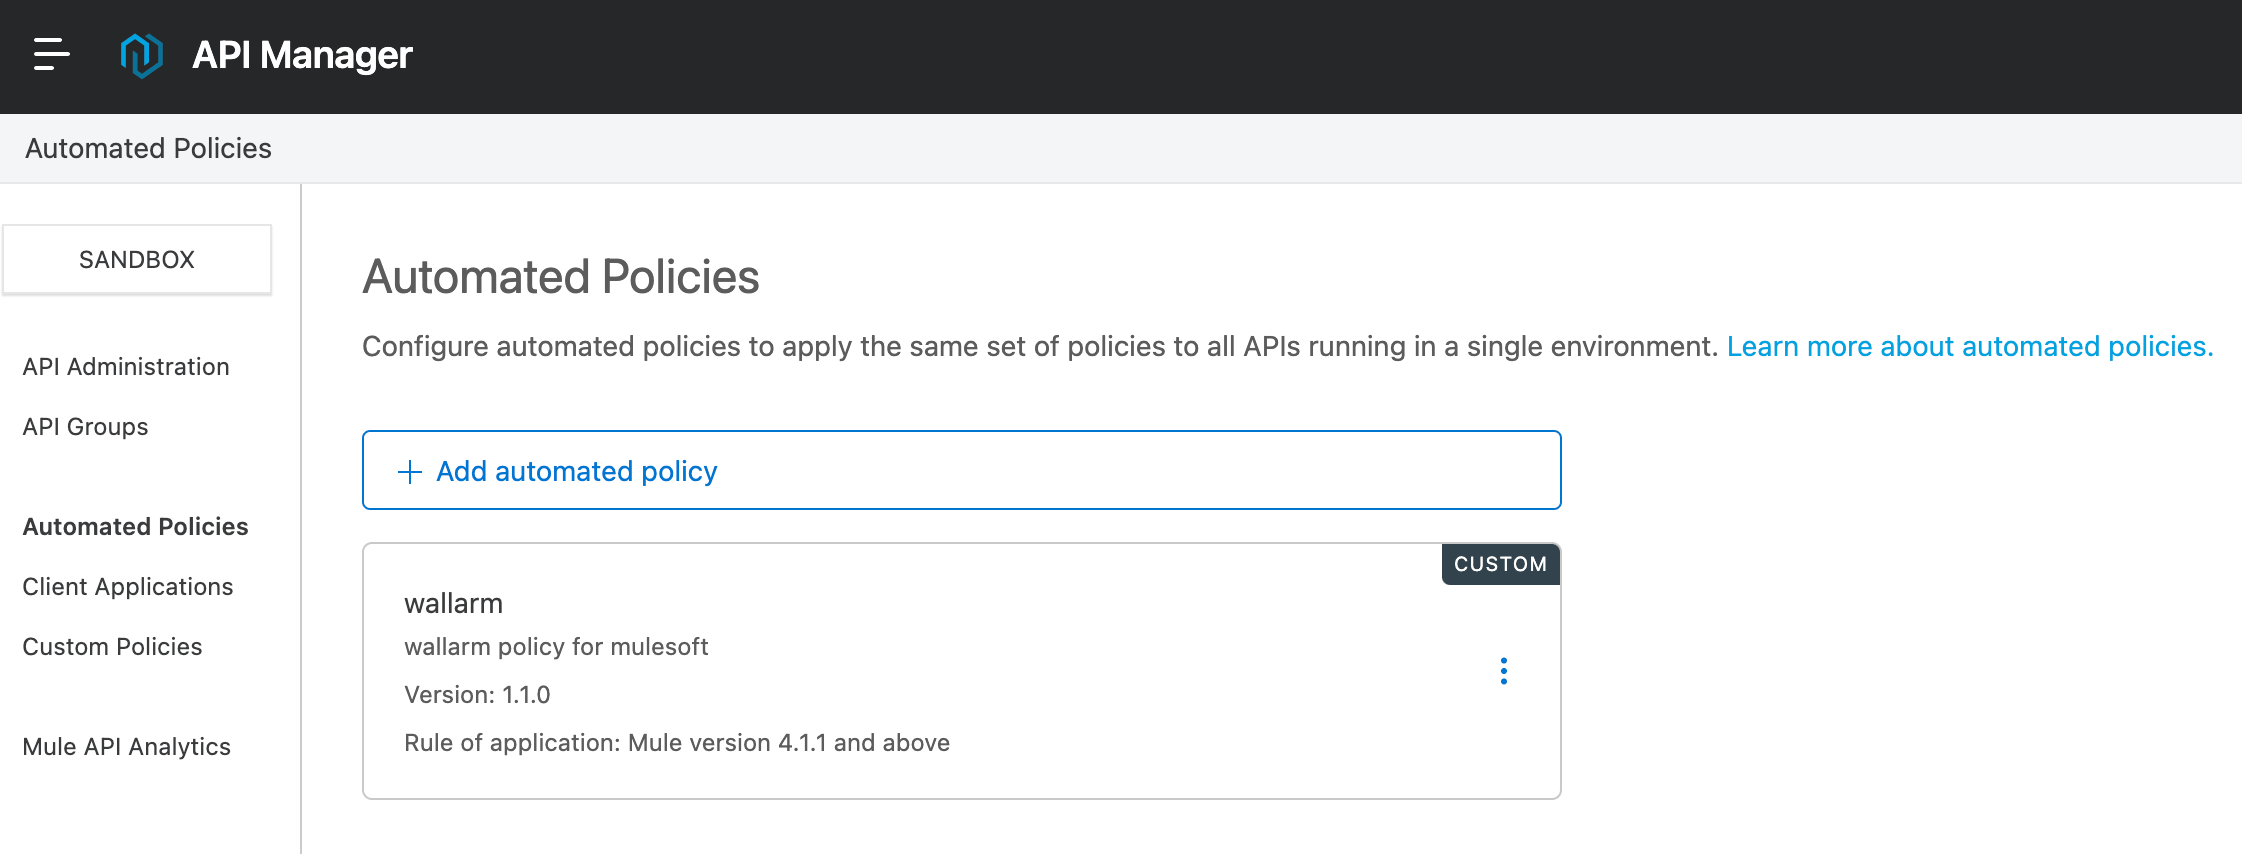 API Manager
Automated Policies
SANDBOX
API Administration
API Groups
Automated Policies
Client Applications
Custom Policies
Mule API Analytics
Automated Policies
Configure automated policies to apply the same set of policies to all APIs running in a single environment. Learn more about automated policies.
Add automated policy
CUSTOM
wallarm
wallarm policy for mulesoft
Version: 1.1.0
Rule of application: Mule version 4.1.1 and above